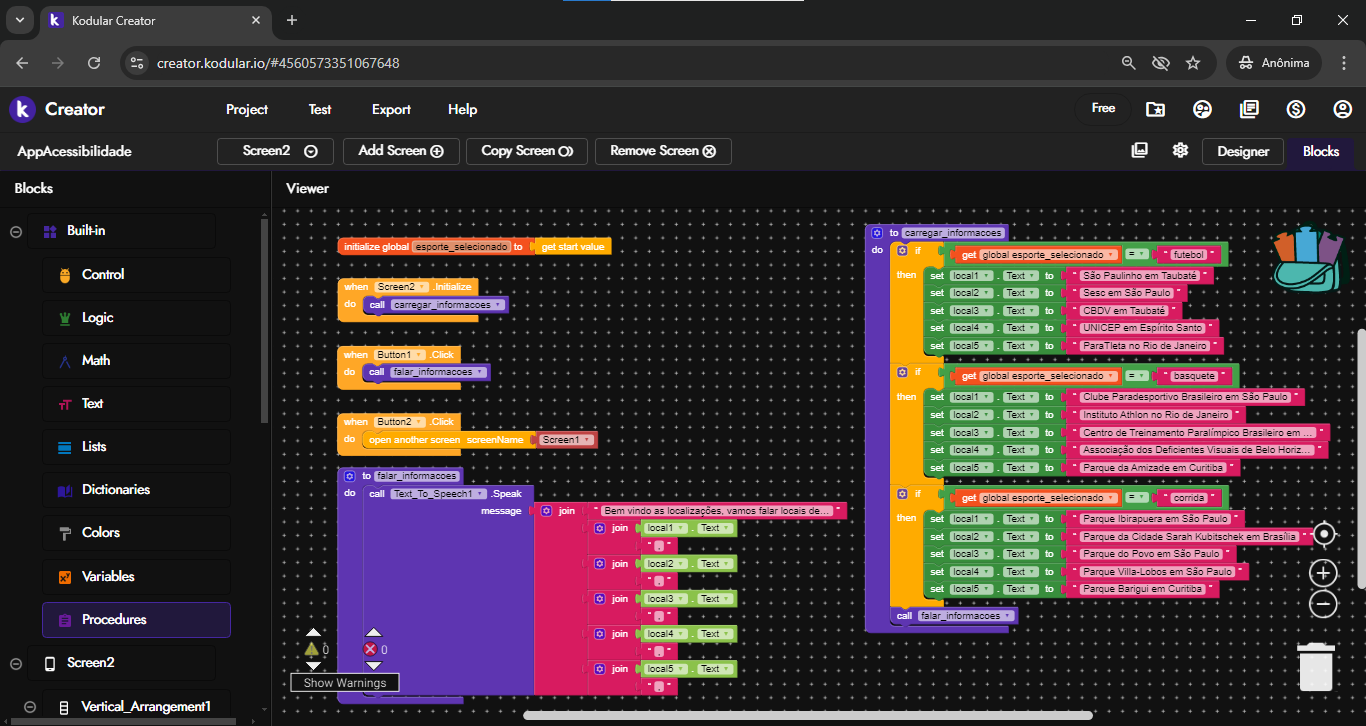 Kodular Creator
creator.kodular.io/#4560573351067648
Anônima
Creator
Project
Test
Export
Help
Free
AppAcessibilidade
Screen2
Add Screen
Copy Screen
Remove Screen
Designer
Blocks
Blocks
Viewer
Built-in
Control
Logic
Math
Text
Lists
Dictionaries
Colors
Variables
Procedures
Screen2
Vertical_Arrangement1
initialize global esporte_selecionado to get start value
when Screen2 .Initialize
do call carregar_informacoes
when Button1 .Click
do call falar_informacoes
when Button2 .Click
do open another screen screenName Screen1
to falar_informacoes
do call Text_To_Speech1 .Speak
message join " Bem vindo as localizações, vamos falar locais de... "
join local1 . Text
" . "
join local2 . Text
" . "
join local3 . Text
" . "
join local4 . Text
" . "
join local5 . Text
" . "
0 0
Show Warnings
to carregar_informacoes
do if get global esporte_selecionado = " futebol "
then set local1 . Text to " São Paulinho em Taubaté "
set local2 . Text to " Sesc em São Paulo "
set local3 . Text to " CBDV em Taubaté "
set local4 . Text to " UNICEP em Espírito Santo "
set local5 . Text to " ParaTleta no Rio de Janeiro "
if get global esporte_selecionado = " basquete "
then set local1 . Text to " Clube Paradesportivo Brasileiro em São Paulo "
set local2 . Text to " Instituto Athlon no Rio de Janeiro "
set local3 . Text to " Centro de Treinamento Paralímpico Brasileiro em ... "
set local4 . Text to " Associação dos Deficientes Visuais de Belo Horiz... "
set local5 . Text to " Parque da Amizade em Curitiba "
if get global esporte_selecionado = " corrida "
then set local1 . Text to " Parque Ibirapuera em São Paulo "
set local2 . Text to " Parque da Cidade Sarah Kubitschek em Brasília "
set local3 . Text to " Parque do Povo em São Paulo "
set local4 . Text to " Parque Villa-Lobos em São Paulo "
set local5 . Text to " Parque Barigui em Curitiba "
call falar_informacoes